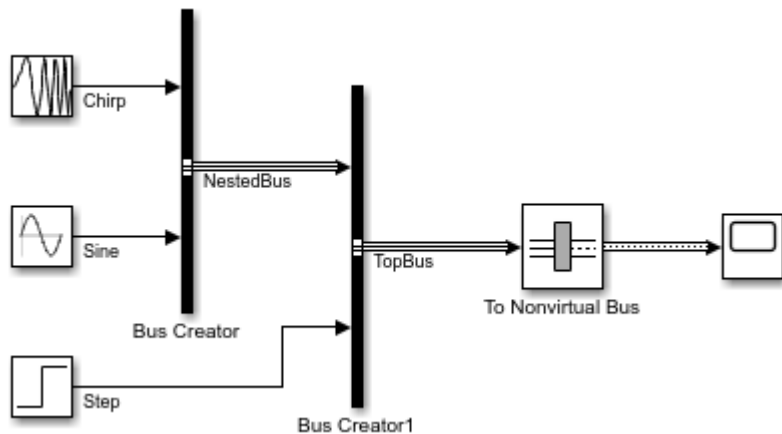 Chirp
NestedBus
Sine
TopBus
To Nonvirtual Bus
Bus Creator
Step
Bus Creator1